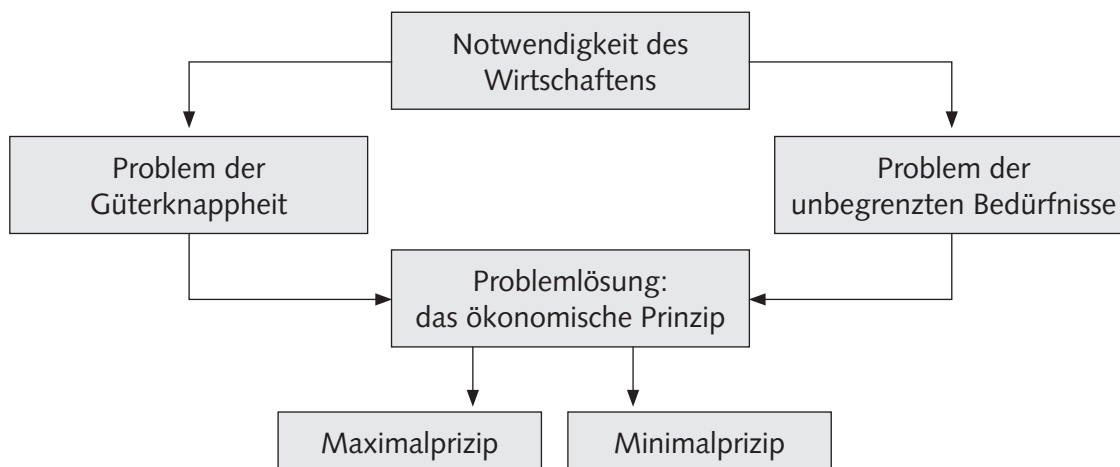 Notwendigkeit des
Wirtschaftens
Problem der
Güterknappheit
Problem der
unbegrenzten Bedürfnisse
Problemlösung:
das ökonomische Prinzip
Maximalprizip
Minimalprizip